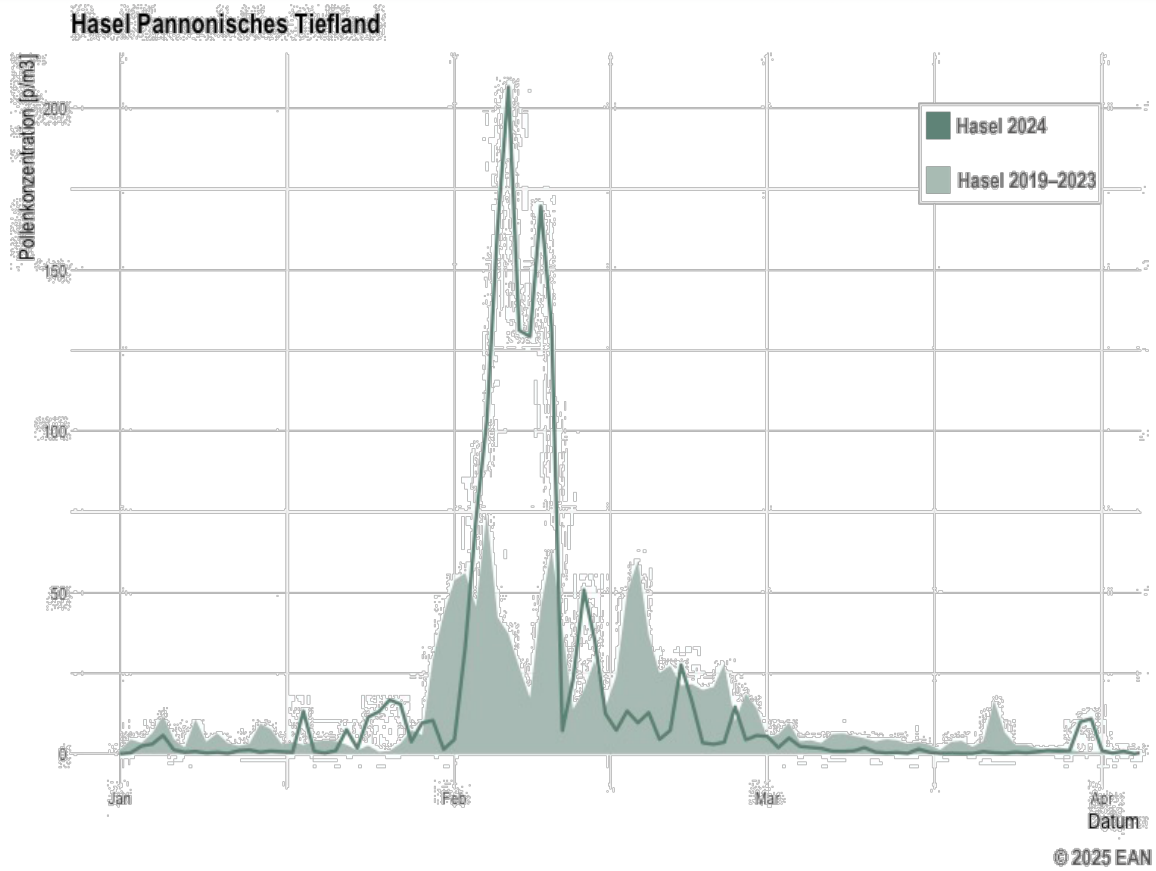 Hasel Pannonisches Tiefland
Pollenkonzentration [p/m3]
200
150
100
50
0
Hasel 2024
Hasel 2019–2023
Jan
Feb
Mar
Apr
Datum
© 2025 EAN